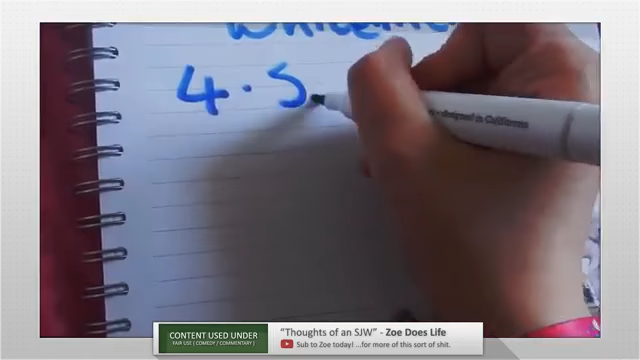 4. S
designed in California
CONTENT USED UNDER
FAIR USE ( COMEDY / COMMENTARY )
"Thoughts of an SJW" - Zoe Does Life
Sub to Zoe today! ...for more of this sort of shit.